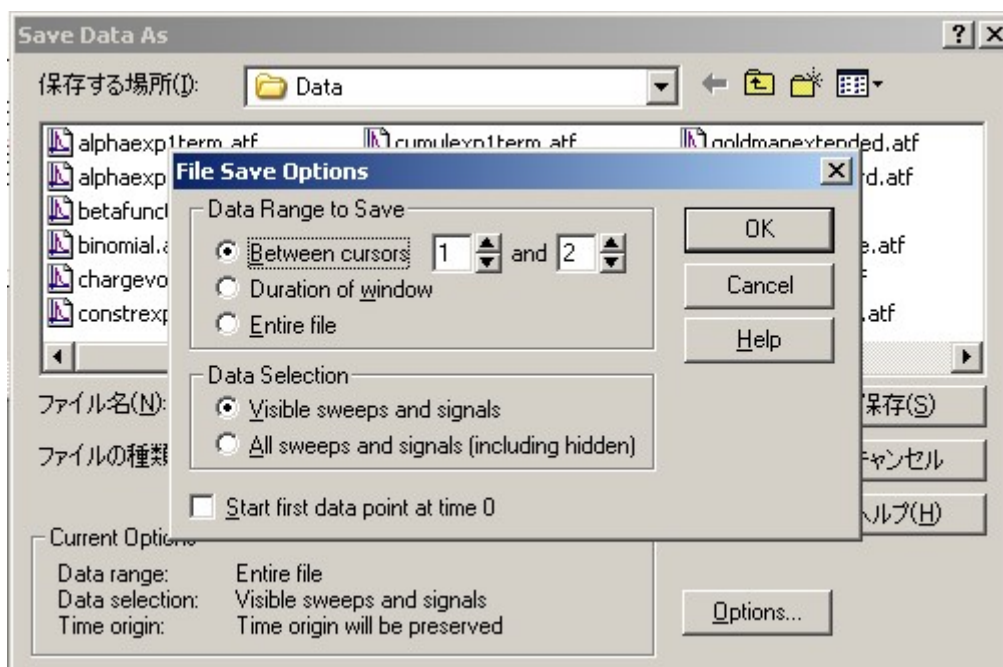 Save Data As
保存する場所(I):
Data
alphaexp1term.atf
cumulexp1term.atf
goldmanextended.atf
alphaexp
rd.atf
File Save Options
betafunct
binomial.a
e.atf
chargevo
constrexp
.atf
Data Range to Save
Between cursors 1 and 2
Duration of window
Entire file
OK
Cancel
Help
Data Selection
Visible sweeps and signals
All sweeps and signals (including hidden)
Start first data point at time 0
ファイル名(N):
保存(S)
ファイルの種類
キャンセル
ヘルプ(H)
Current Options
Data range: Entire file
Data selection: Visible sweeps and signals
Time origin: Time origin will be preserved
Options...